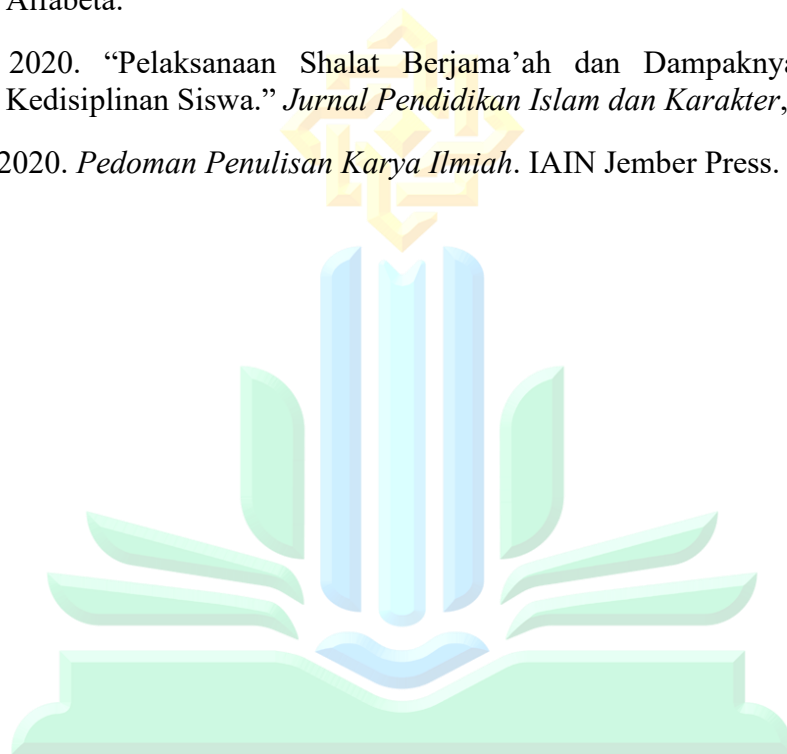 Alfabeta.
2020. “Pelaksanaan Shalat Berjama’ah dan Dampaknya
Kedisiplinan Siswa.” Jurnal Pendidikan Islam dan Karakter,
2020. Pedoman Penulisan Karya Ilmiah. IAIN Jember Press.